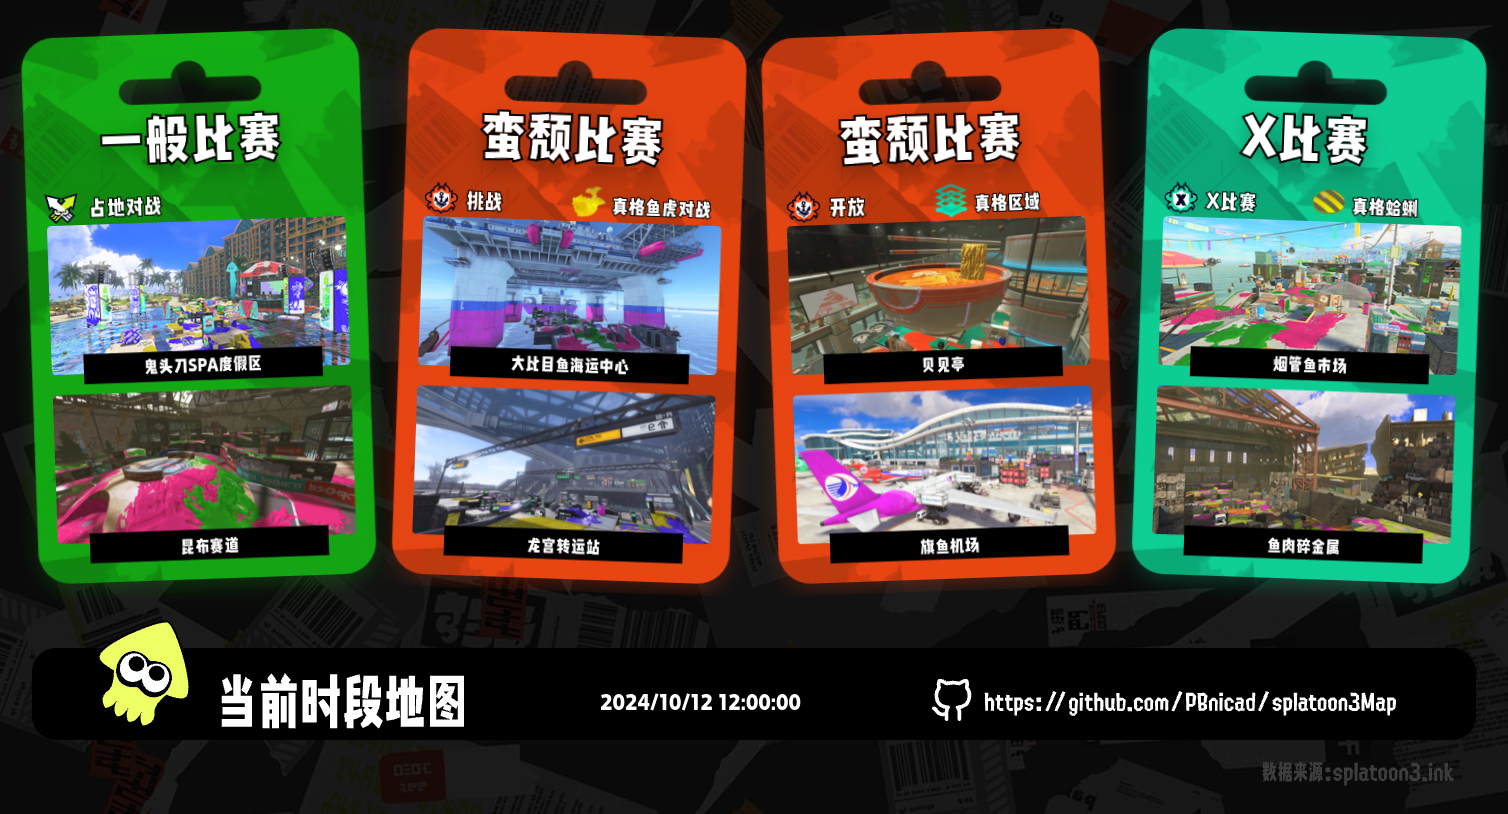 一般比赛
占地对战
鬼头刀SPA度假区
昆布赛道
蛮颓比赛
挑战
真格鱼虎对战
大比目鱼海运中心
龙宫转运站
蛮颓比赛
开放
真格区域
贝见亭
旗鱼机场
X比赛
X比赛
真格蛤蜊
烟管鱼市场
鱼肉碎金属
当前时段地图
2024/10/12 12:00:00
https://github.com/PBnicad/splatoon3Map
数据来源:splatoon3.ink